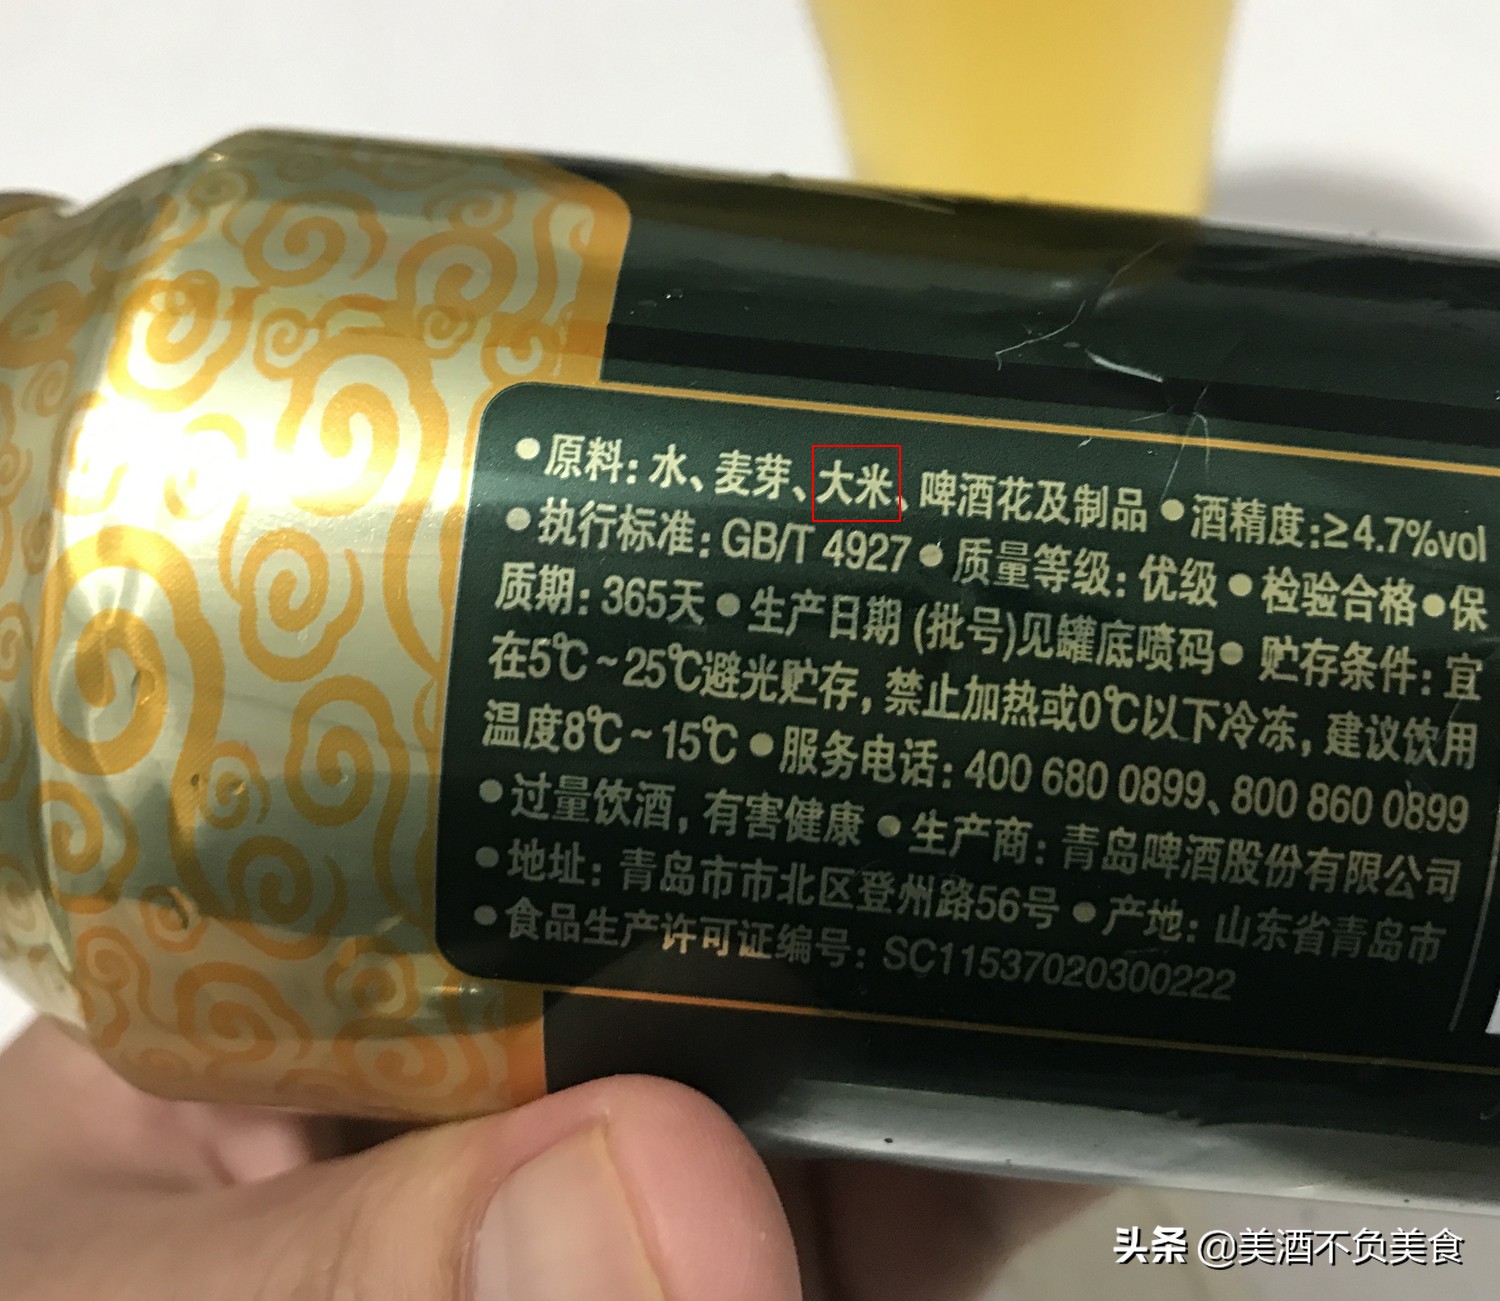 ●原料：水、麦芽、大米、啤酒花及制品 ●酒精度:≥4.7%vol
●执行标准：GB/T 4927●质量等级：优级●检验合格●保
质期：365天●生产日期 (批号)见罐底喷码●贮存条件：宜
在5℃~25℃避光贮存，禁止加热或0℃以下冷冻，建议饮用
温度8℃~15℃●服务电话：400 680 0899、800 860 0899
●过量饮酒，有害健康●生产商：青岛啤酒股份有限公司
●地址：青岛市市北区登州路56号●产地：山东省青岛市
●食品生产许可证编号：SC11537020300222
头条 @美酒不负美食